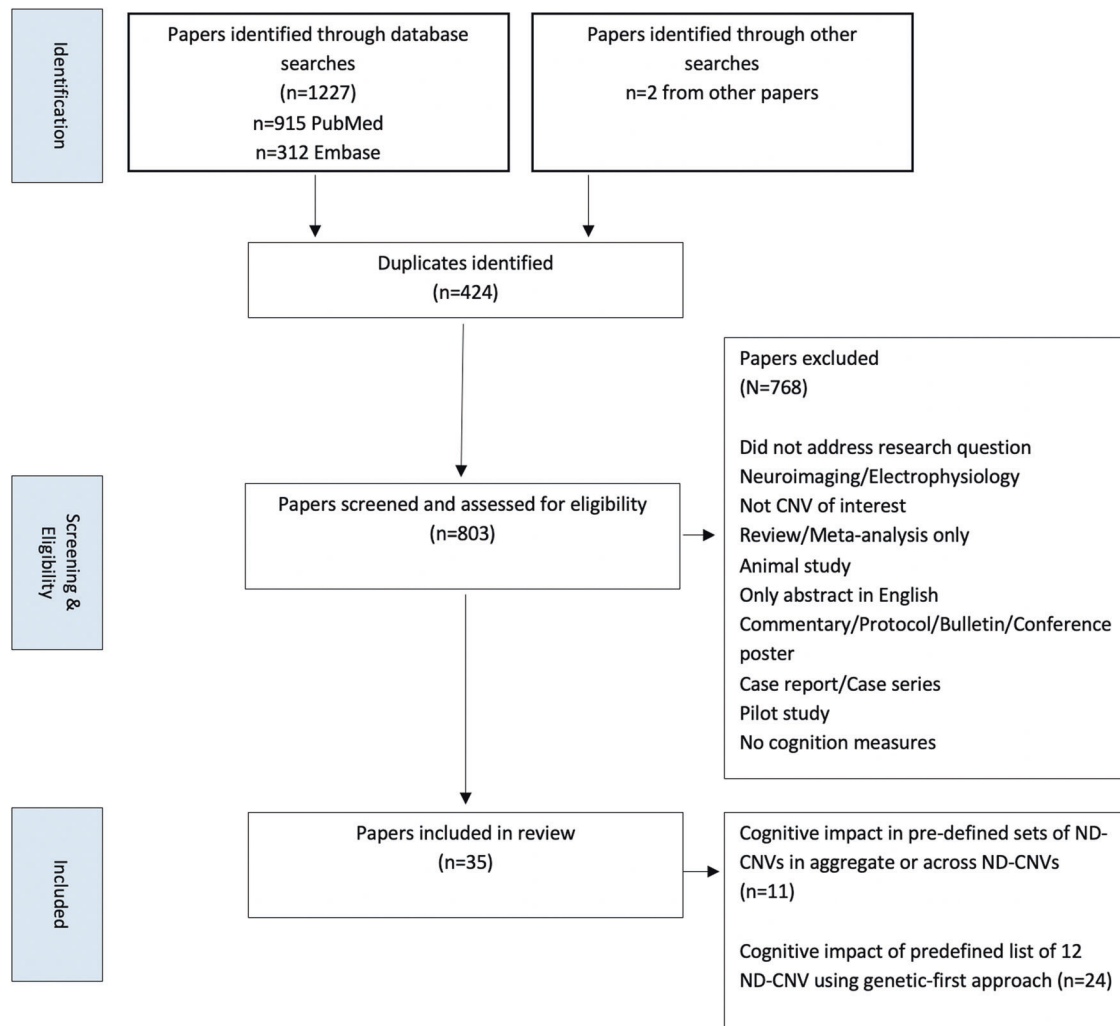 Identification
Papers identified through database
searches
(n=1227)
n=915 PubMed
n=312 Embase
Papers identified through other
searches
n=2 from other papers
Duplicates identified
(n=424)
Screening &
Eligibility
Papers screened and assessed for eligibility
(n=803)
Papers excluded
(N=768)
Did not address research question
Neuroimaging/Electrophysiology
Not CNV of interest
Review/Meta-analysis only
Animal study
Only abstract in English
Commentary/Protocol/Bulletin/Conference
poster
Case report/Case series
Pilot study
No cognition measures
Included
Papers included in review
(n=35)
Cognitive impact in pre-defined sets of ND-
CNVs in aggregate or across ND-CNVs
(n=11)
Cognitive impact of predefined list of 12
ND-CNV using genetic-first approach (n=24)